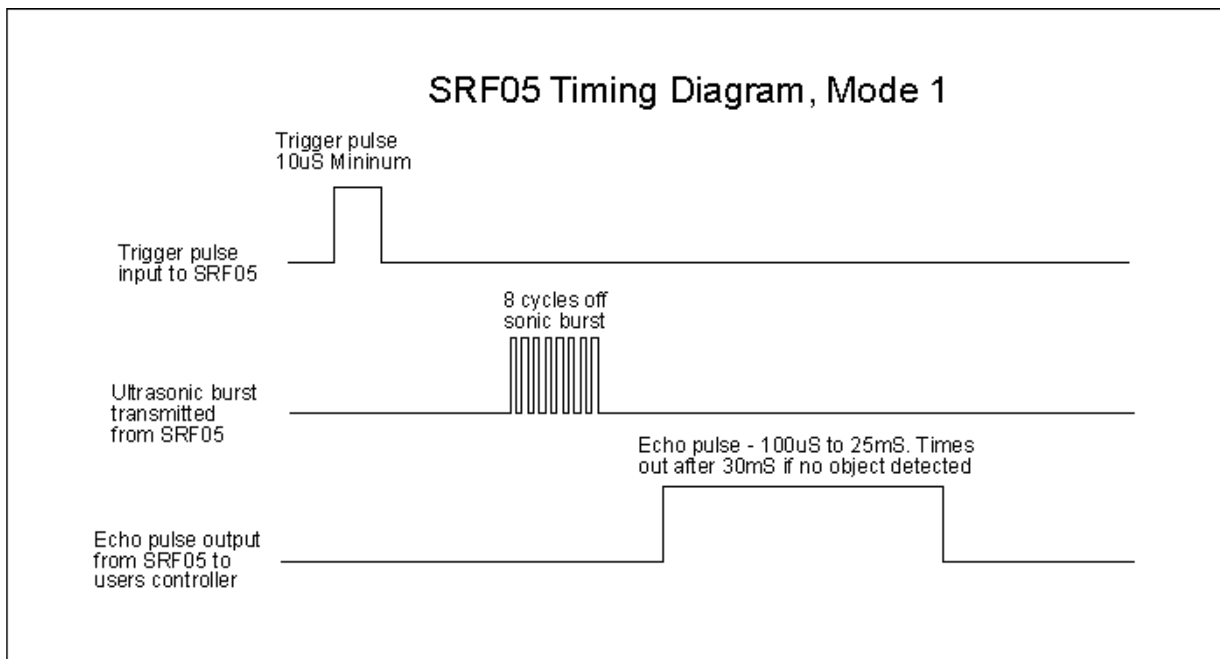 SRF05 Timing Diagram, Mode 1
Trigger pulse
10uS Mininum
Trigger pulse
input to SRF05
8 cycles off
sonic burst
Ultrasonic burst
transmitted
from SRF05
Echo pulse - 100uS to 25mS. Times
out after 30mS if no object detected
Echo pulse output
from SRF05 to
users controller